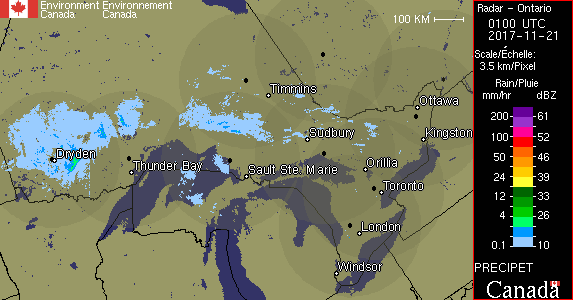 Environment Environnement
Canada Canada
100 KM
Timmins
Ottawa
Sudbury
Kingston
Dryden
Thunder Bay
Sault Ste. Marie
Orillia
Toronto
London
Windsor
Radar - Ontario
0100 UTC
2017-11-21
Scale/Échelle:
3.5 km/Pixel
Rain/Pluie
mm/hr dBZ
200 61
100 52
50 46
24 39
12 33
4 26
0.1 10
PRECIPET
Canada